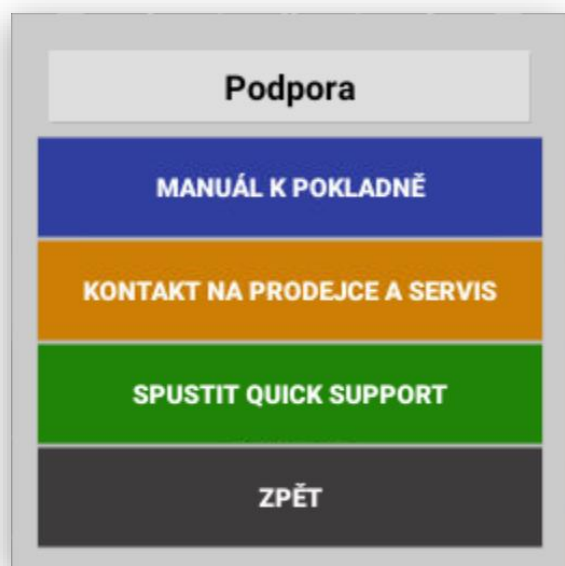 Podpora
MANUÁL K POKLADNĚ
KONTAKT NA PRODEJCE A SERVIS
SPUSTIT QUICK SUPPORT
ZPĚT